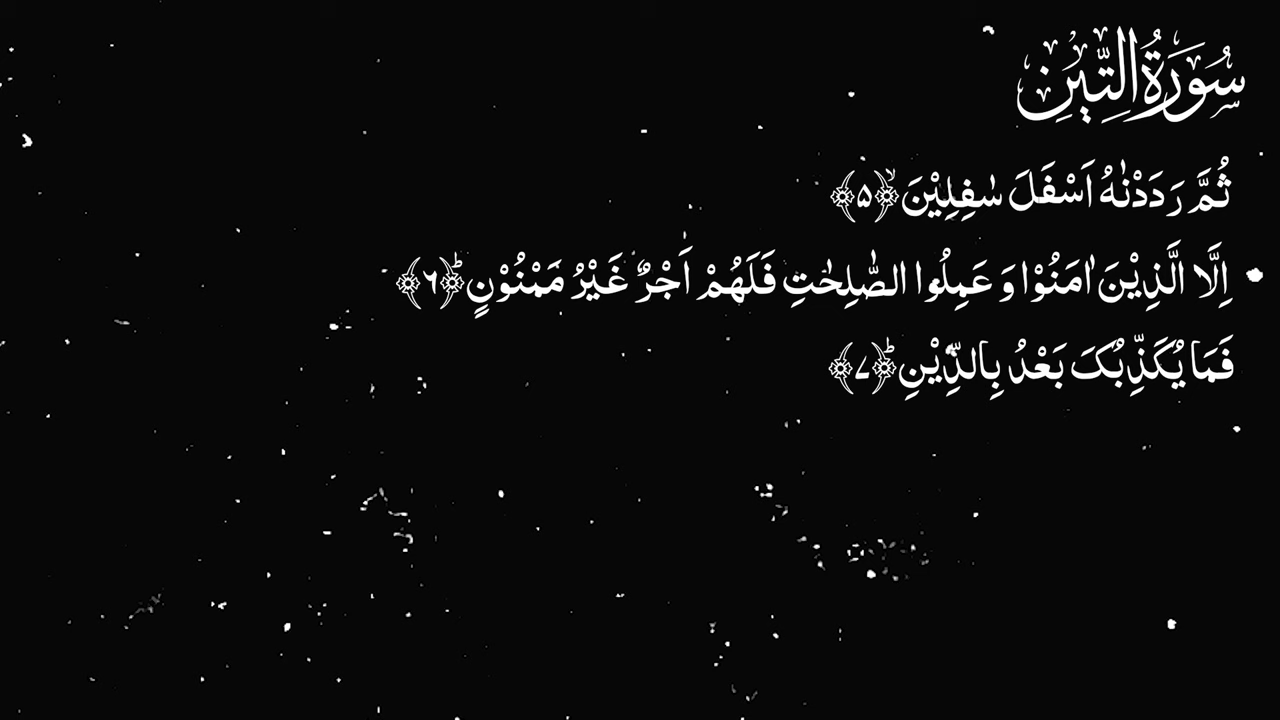 سُوْرَةُ التِّيْنِ
ثُمَّ رَدَدْنٰهُ اَسْفَلَ سٰفِلِيْنَ ۙ﴿۵﴾
اِلَّا الَّذِيْنَ اٰمَنُوْا وَ عَمِلُوا الصّٰلِحٰتِ فَلَهُمْ اَجْرٌ غَيْرُ مَمْنُوْنٍ ؕ﴿۶﴾
فَمَا يُكَذِّبُكَ بَعْدُ بِالدِّيْنِ ؕ﴿۷﴾